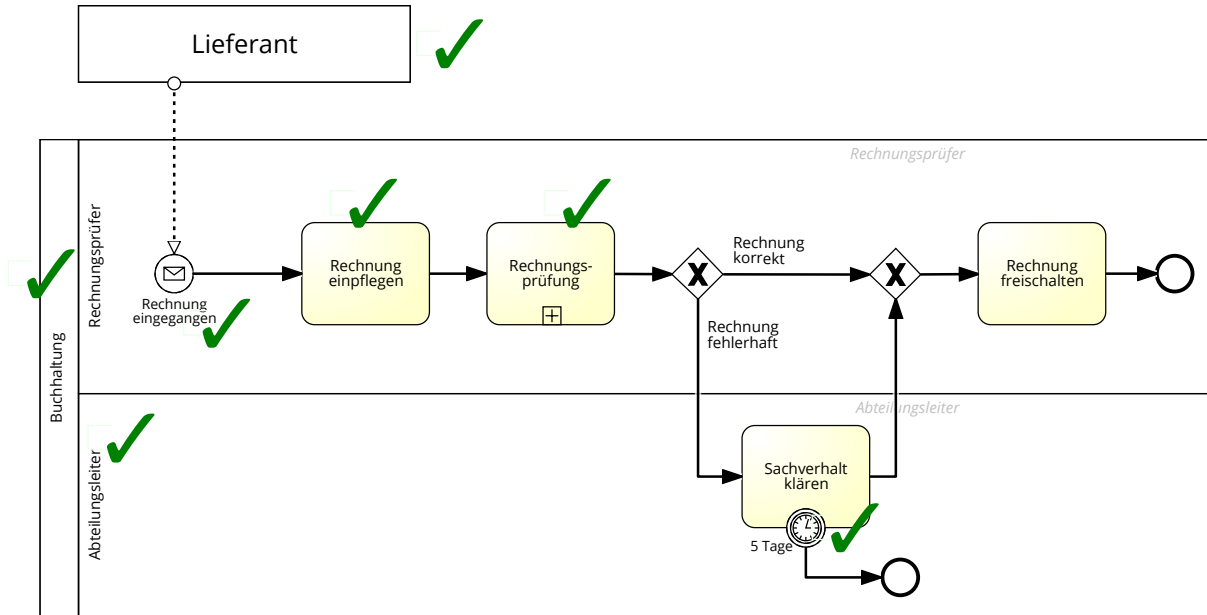 Lieferant
Rechnungsprüfer
Buchhaltung
Rechnungsprüfer
Rechnung
eingegangen
Rechnung
einpflegen
Rechnungs-
prüfung
Rechnung
korrekt
Rechnung
fehlerhaft
Rechnung
freischalten
Abteilungsleiter
Abteilungsleiter
Sachverhalt
klären
5 Tage